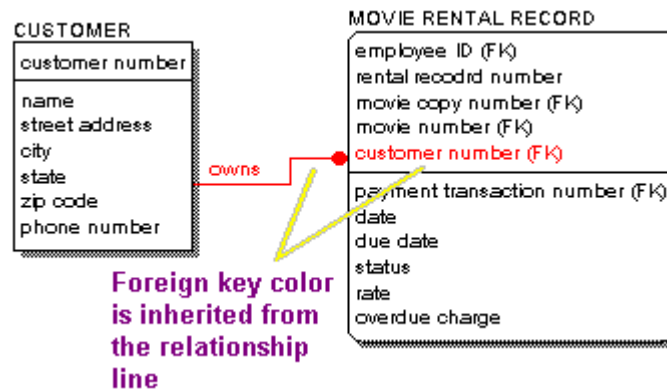 CUSTOMER
customer number
name
street address
city
state
zip code
phone number
owns
MOVIE RENTAL RECORD
employee ID (FK)
rental recodrd number
movie copy number (FK)
movie number (FK)
customer number (FK)
payment transaction number (FK)
date
due date
status
rate
overdue charge
Foreign key color
is inherited from
the relationship
line